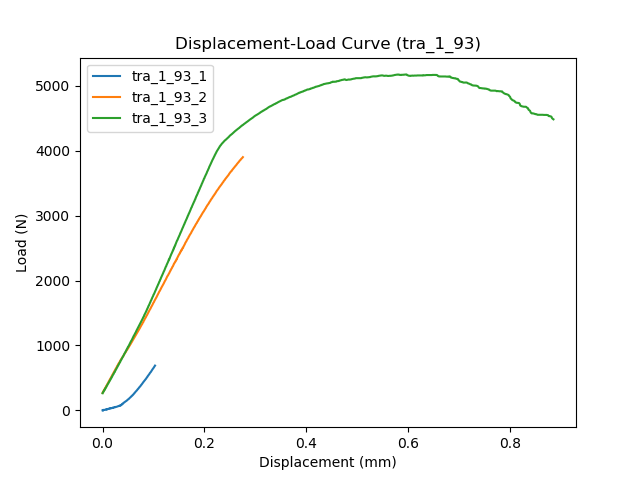 Displacement-Load Curve (tra_1_93)
tra_1_93_1
tra_1_93_2
tra_1_93_3
Load (N)
5000
4000
3000
2000
1000
0
0.0 0.2 0.4 0.6 0.8
Displacement (mm)